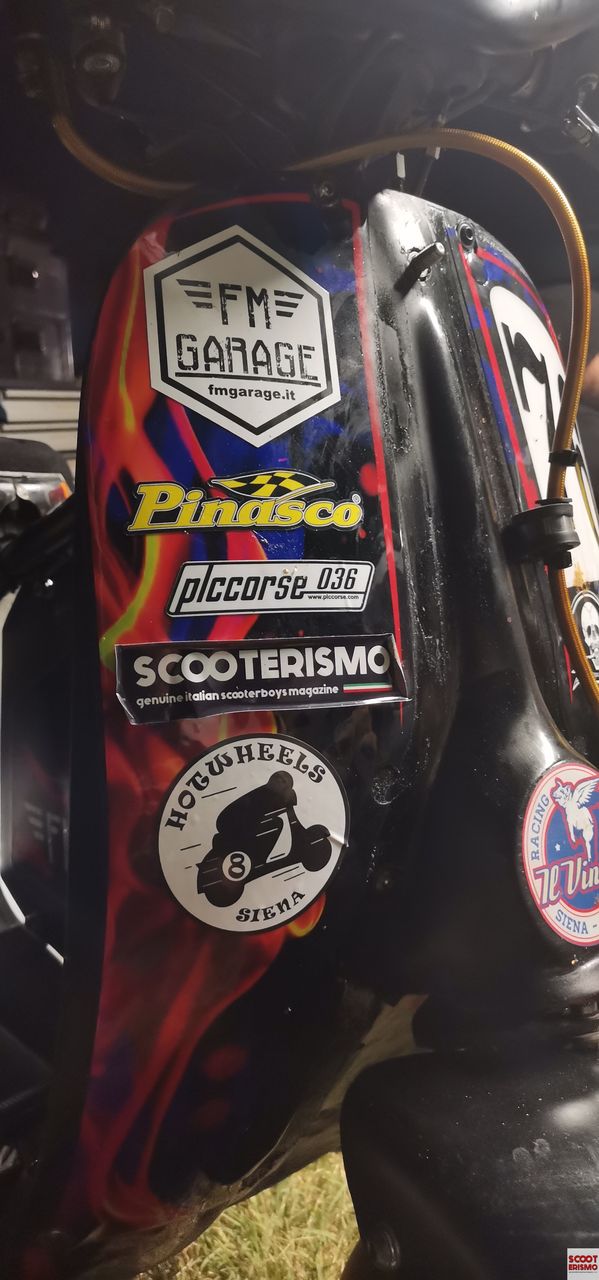 FM
GARAGE
fmgarage.it
Pinasco®
plccorse 036
www.plccorse.com
SCOOTERISMO
genuine italian scooterboys magazine
HOTWHEELS
8
SIENA
7
RACING
Il Vin
SIENA -
SCOOT
ERISMO